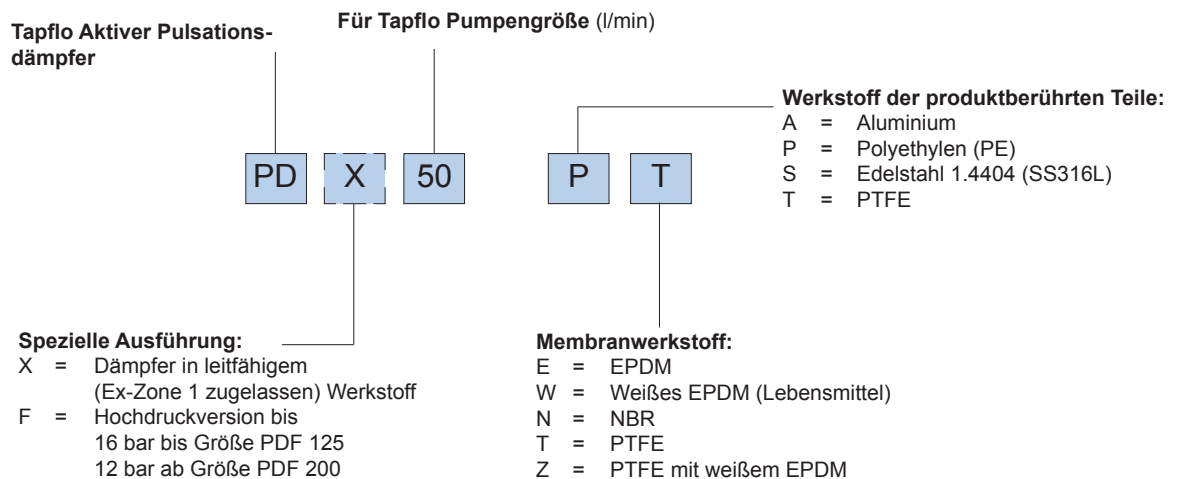 Tapflo Aktiver Pulsations-
dämpfer
Für Tapflo Pumpengröße (l/min)
Werkstoff der produktberührten Teile:
A = Aluminium
P = Polyethylen (PE)
S = Edelstahl 1.4404 (SS316L)
T = PTFE
PD X 50 P T
Spezielle Ausführung:
X = Dämpfer in leitfähigem
(Ex-Zone 1 zugelassen) Werkstoff
F = Hochdruckversion bis
16 bar bis Größe PDF 125
12 bar ab Größe PDF 200
Membranwerkstoff:
E = EPDM
W = Weißes EPDM (Lebensmittel)
N = NBR
T = PTFE
Z = PTFE mit weißem EPDM